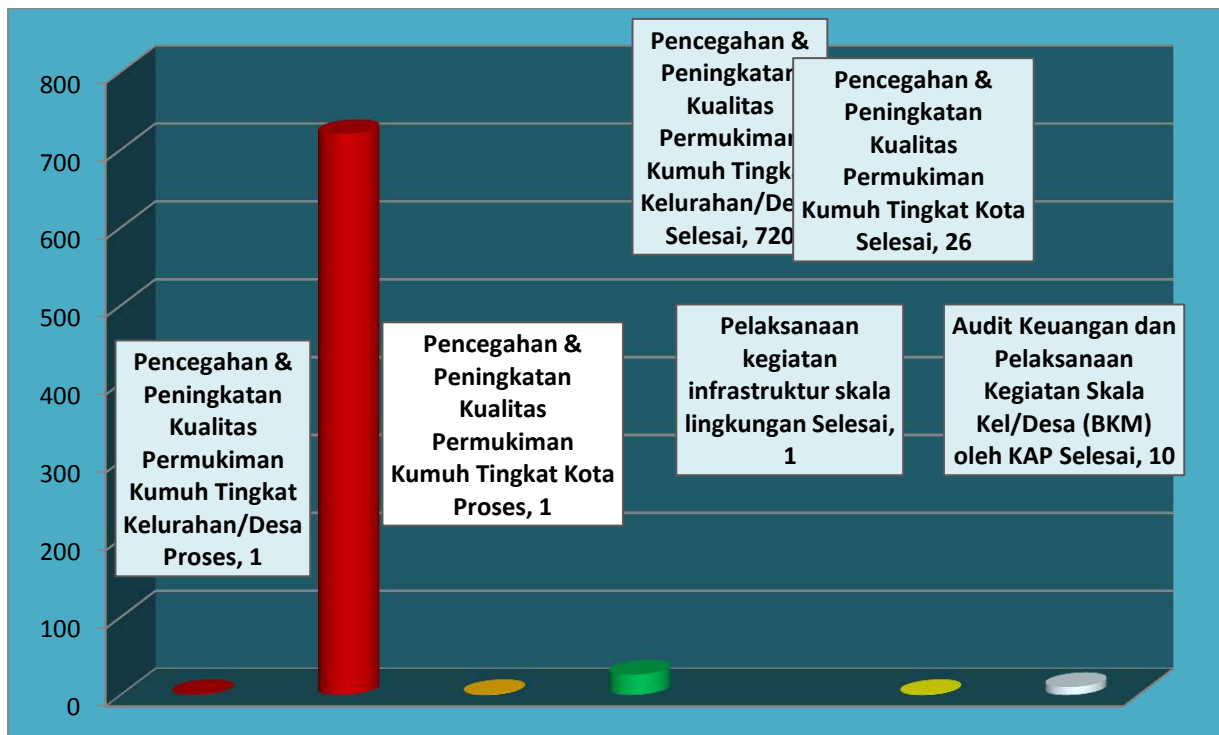 800
700
600
500
400
300
200
100
0
Pencegahan &
Peningkatan
Kualitas
Permukiman
Kumuh Tingkat
Kelurahan/Desa
Proses, 1
Pencegahan &
Peningkatan
Kualitas
Permukiman
Kumuh Tingkat Kota
Proses, 1
Pencegahan &
Peningkatan
Kualitas
Permukiman
Kumuh
Selesai, 720
Pencegahan &
Peningkatan
Kualitas
Permukiman
Kumuh Tingkat Kota
Selesai, 26
Pelaksanaan
kegiatan
infrastruktur skala
lingkungan Selesai,
1
Audit Keuangan dan
Pelaksanaan
Kegiatan Skala
Kel/Desa (BKM)
oleh KAP Selesai, 10